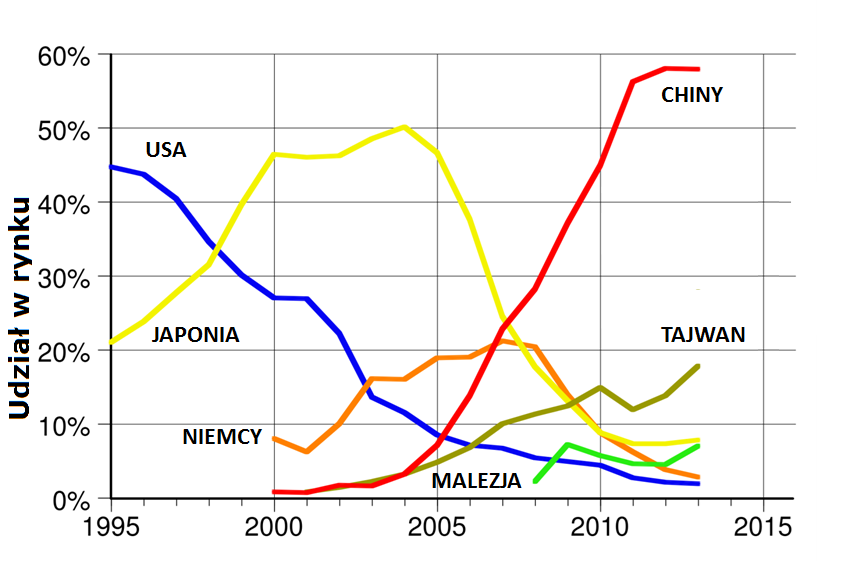 60%
50%
40%
30%
20%
10%
0%
Udział w rynku
USA
CHINY
JAPONIA
TAJWAN
NIEMCY
MALEZJA
1995
2000
2005
2010
2015